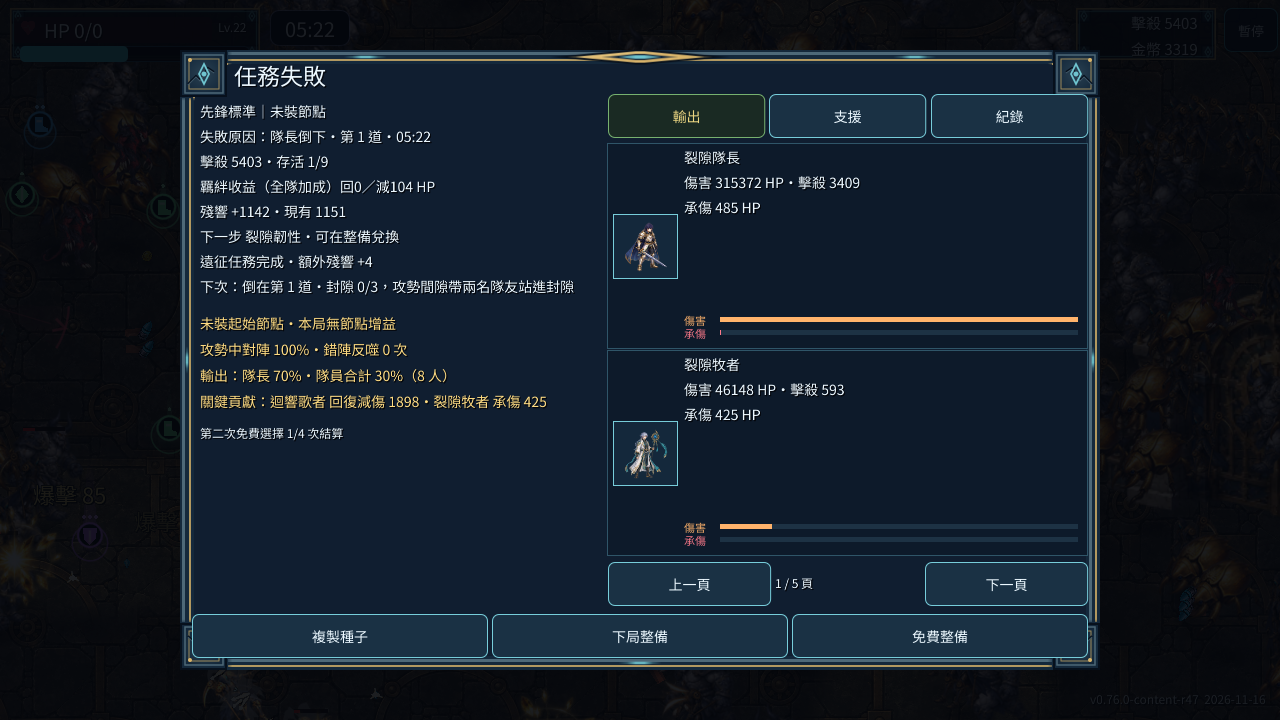 HP 0/0
Lv.22
05:22
擊殺 5403
金幣 3319
暫停
任務失敗
先鋒標準｜未裝節點
失敗原因：隊長倒下・第 1 道・05:22
擊殺 5403・存活 1/9
羈絆收益（全隊加成）回0／減104 HP
殘響 +1142・現有 1151
下一步 裂隙韌性・可在整備兌換
遠征任務完成・額外殘響 +4
下次：倒在第 1 道・封隙 0/3，攻勢間隙帶兩名隊友站進封隙
未裝起始節點・本局無節點增益
攻勢中對陣 100%・錯陣反噬 0 次
輸出：隊長 70%・隊員合計 30%（8 人）
關鍵貢獻：迴響歌者 回復減傷 1898・裂隙牧者 承傷 425
第二次免費選擇 1/4 次結算
輸出
支援
紀錄
裂隙隊長
傷害 315372 HP・擊殺 3409
承傷 485 HP
傷害
承傷
裂隙牧者
傷害 46148 HP・擊殺 593
承傷 425 HP
傷害
承傷
上一頁
1 / 5 頁
下一頁
複製種子
下局整備
免費整備
爆擊 85
v0.76.0-content-r47 2026-11-16